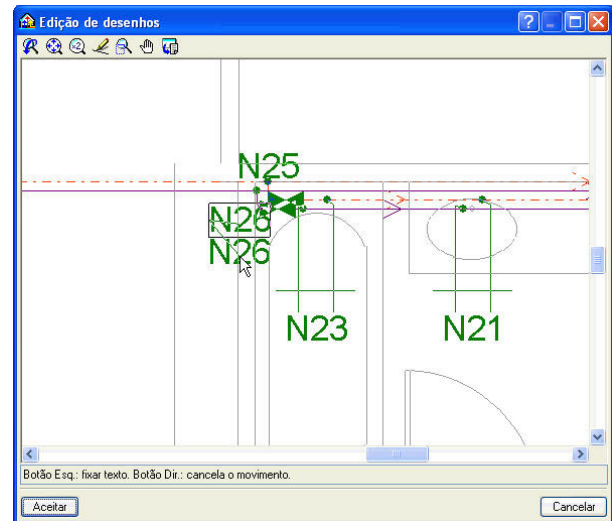 Edição de desenhos
N25
N26
N26
N23 N21
Botão Esq.: fixar texto. Botão Dir.: cancela o movimento.
Aceitar Cancelar